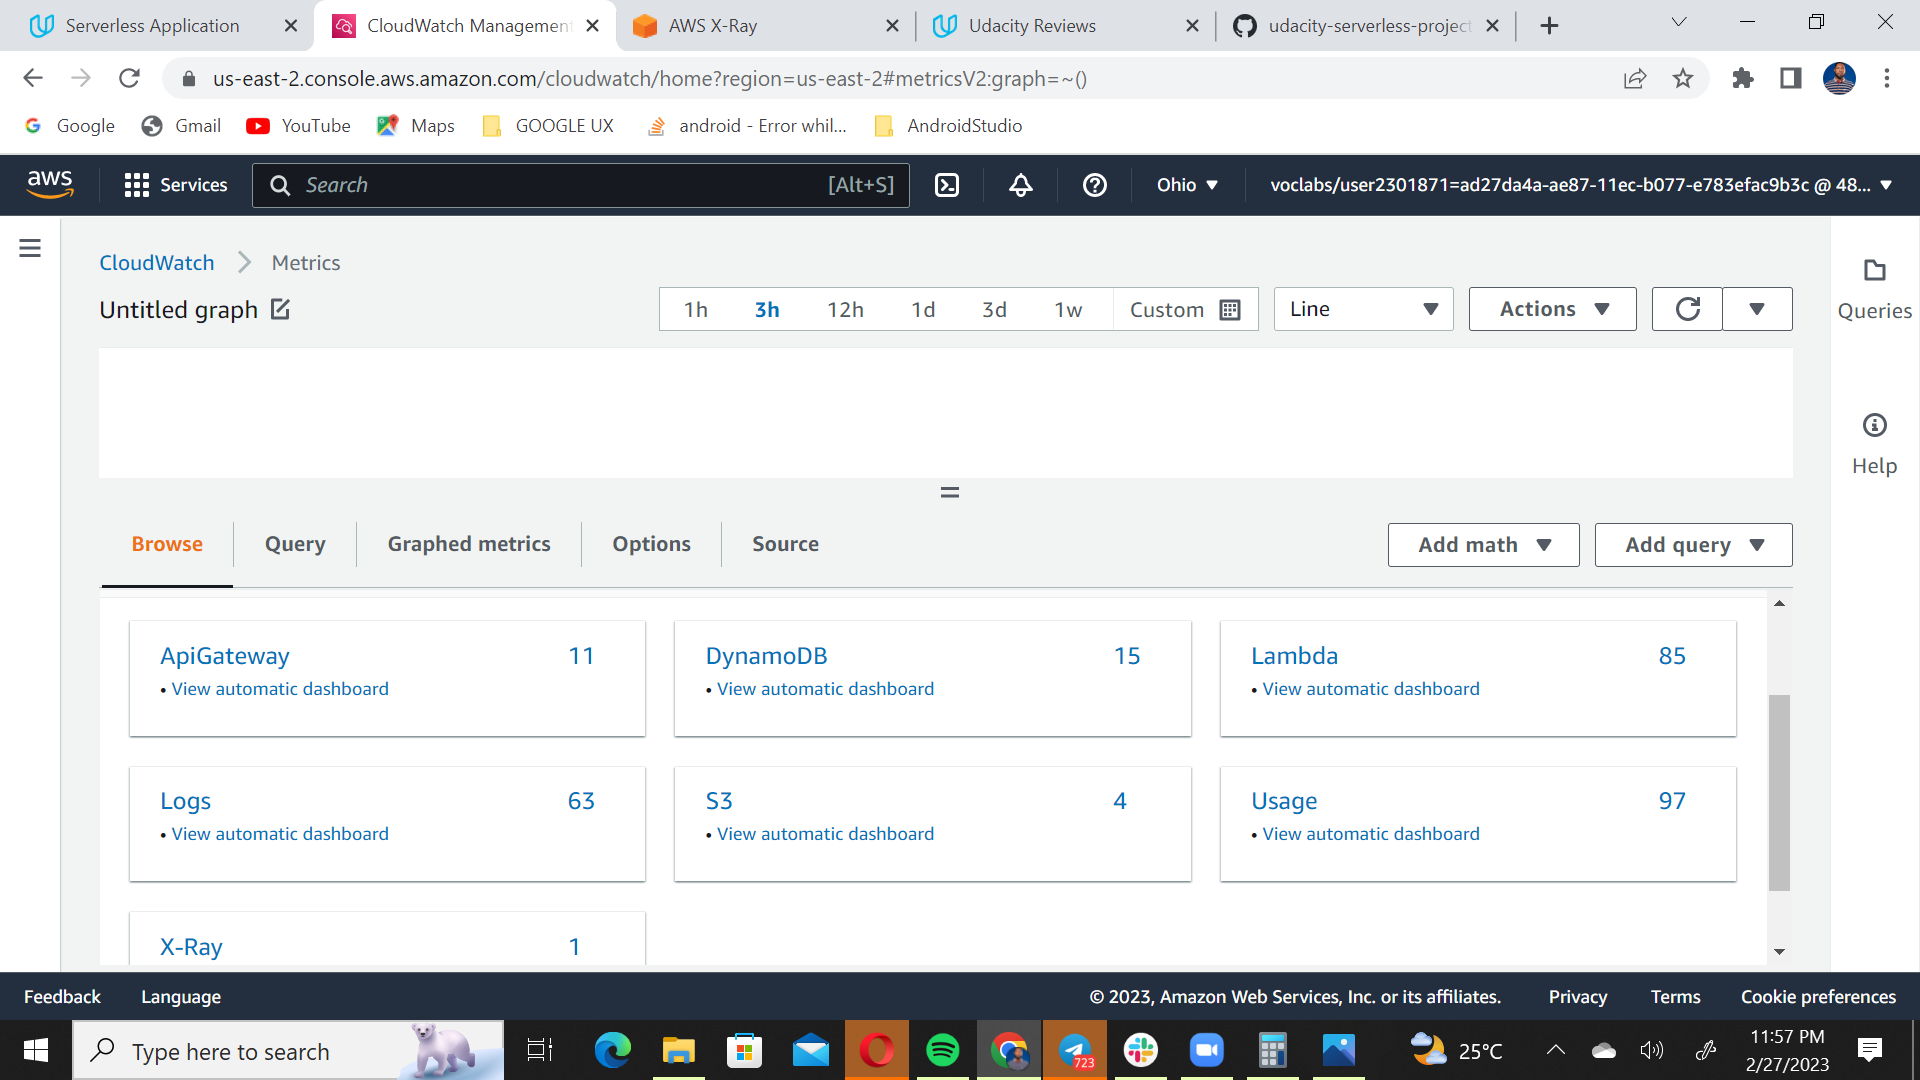 Serverless Application
CloudWatch Management
AWS X-Ray
Udacity Reviews
udacity-serverless-project
us-east-2.console.aws.amazon.com/cloudwatch/home?region=us-east-2#metricsV2:graph=~()
Google
Gmail
YouTube
Maps
GOOGLE UX
android - Error whil...
AndroidStudio
aws
Services
Search
[Alt+S]
Ohio
voclabs/user2301871=ad27da4a-ae87-11ec-b077-e783efac9b3c @ 48...
CloudWatch
Metrics
Untitled graph
1h
3h
12h
1d
3d
1w
Custom
Line
Actions
Queries
Help
Browse
Query
Graphed metrics
Options
Source
Add math
Add query
ApiGateway 11
• View automatic dashboard
DynamoDB 15
• View automatic dashboard
Lambda 85
• View automatic dashboard
Logs 63
• View automatic dashboard
S3 4
• View automatic dashboard
Usage 97
• View automatic dashboard
X-Ray 1
Feedback
Language
© 2023, Amazon Web Services, Inc. or its affiliates.
Privacy
Terms
Cookie preferences
Type here to search
723
25°C
11:57 PM
2/27/2023